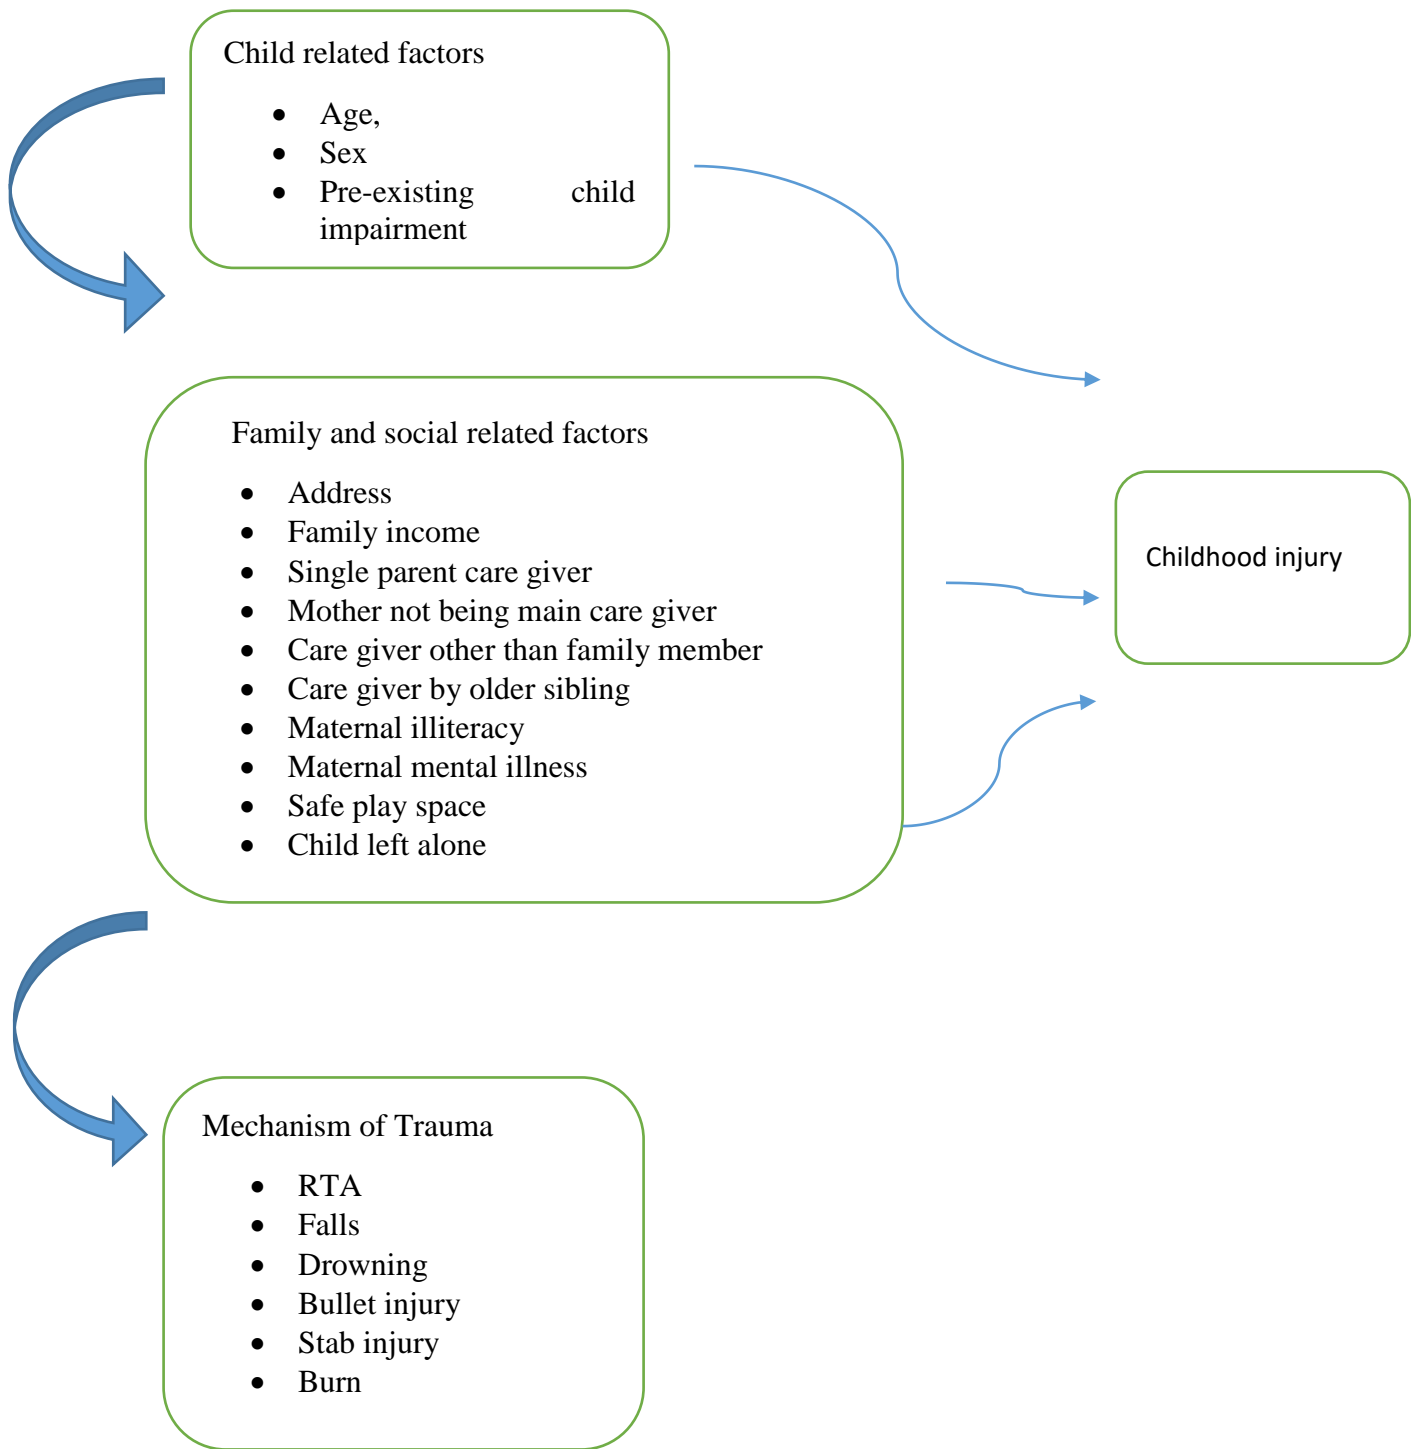 Child related factors
• Age,
• Sex
• Pre-existing child
impairment
Family and social related factors
• Address
• Family income
• Single parent care giver
• Mother not being main care giver
• Care giver other than family member
• Care giver by older sibling
• Maternal illiteracy
• Maternal mental illness
• Safe play space
• Child left alone
Childhood injury
Mechanism of Trauma
• RTA
• Falls
• Drowning
• Bullet injury
• Stab injury
• Burn